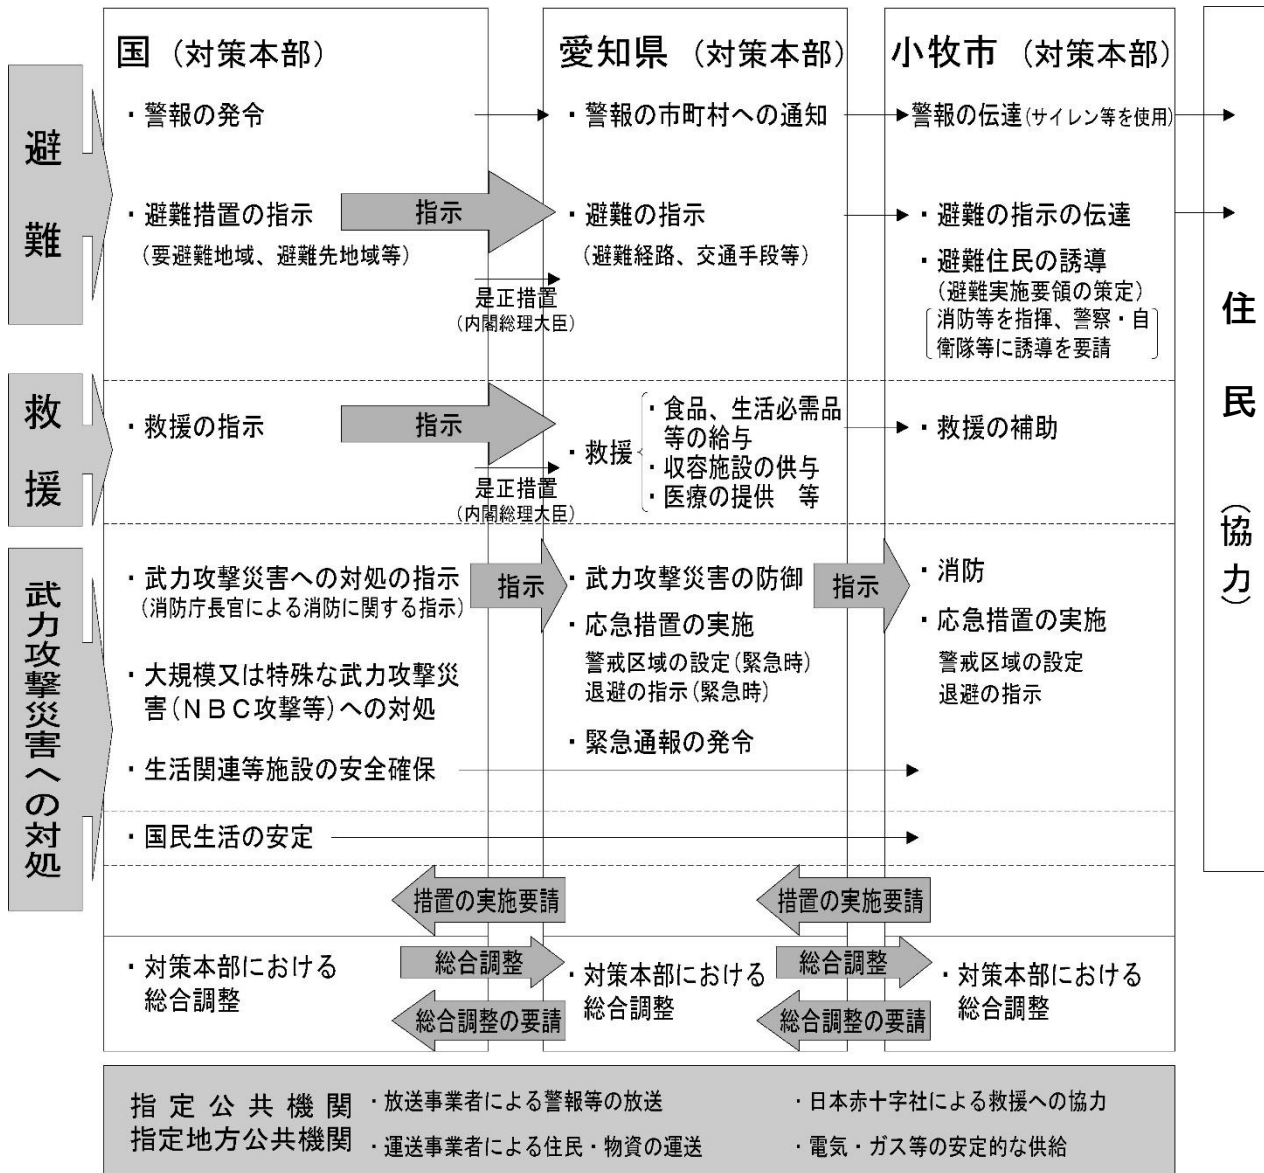 国（対策本部）
愛知県（対策本部）
小牧市（対策本部）
避難
・警報の発令
・警報の市町村への通知
警報の伝達(サイレン等を使用)
・避難措置の指示
（要避難地域、避難先地域等）
指示
・避難の指示
（避難経路、交通手段等）
・避難の指示の伝達
・避難住民の誘導
（避難実施要領の策定）
消防等を指揮、警察・自
衛隊等に誘導を要請
是正措置
（内閣総理大臣）
住民（協力）
救援
・救援の指示
指示
・救援
・食品、生活必需品
等の給与
・収容施設の供与
・医療の提供　等
・救援の補助
是正措置
（内閣総理大臣）
武力攻撃災害への対処
・武力攻撃災害への対処の指示
（消防庁長官による消防に関する指示）
指示
・武力攻撃災害の防御
指示
・消防
・応急措置の実施
警戒区域の設定(緊急時)
退避の指示(緊急時)
・応急措置の実施
警戒区域の設定
退避の指示
・大規模又は特殊な武力攻撃災
害(ＮＢＣ攻撃等)への対処
・緊急通報の発令
・生活関連等施設の安全確保
・国民生活の安定
措置の実施要請
措置の実施要請
・対策本部における
総合調整
総合調整
総合調整の要請
・対策本部における
総合調整
総合調整
総合調整の要請
・対策本部における
総合調整
指定公共機関
指定地方公共機関
・放送事業者による警報等の放送
・日本赤十字社による救援への協力
・運送事業者による住民・物資の運送
・電気・ガス等の安定的な供給